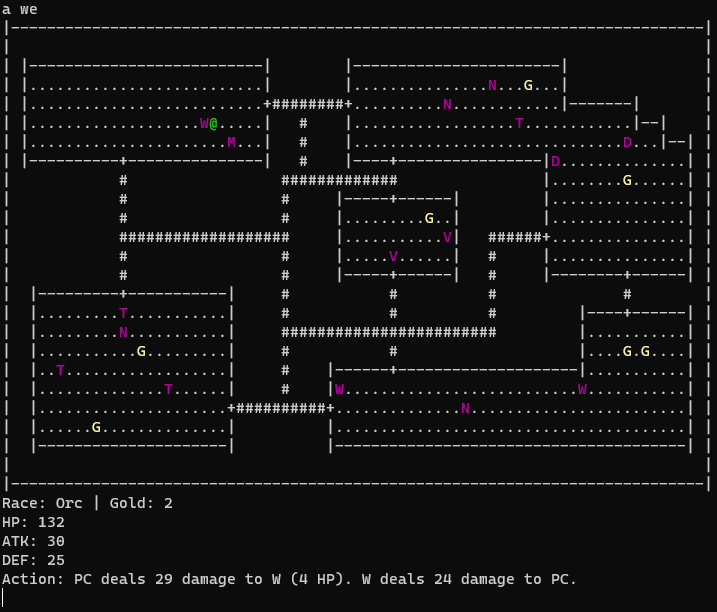 a we
|-----------------------------------------------------------------------------|
|                                                                             |
| |--------------------------|        |-----------------------|               |
| |..........................|        |...............N...G...|               |
| |..........................+########+..........N............|-------|       |
| |...................W@.....|   #    |..................T............|--|    |
| |......................M...|   #    |..............................D...|--| |
| |----------+---------------|   #    |----+----------------|D..............| |
|            #                 #############                |........G......| |
|            #                 #     |-----+------|         |...............| |
|            #                 #     |.........G..|         |...............| |
|            ###################     |...........V|   ######+...............| |
|            #                 #     |.....V......|   #     |...............| |
|            #                 #     |-----+------|   #     |--------+------| |
|  |---------+-----------|     #           #          #              #        |
|  |.........T...........|     #           #          #         |----+------| |
|  |.........N...........|     ########################         |...........| |
|  |...........G.........|     #           #                    |....G.G....| |
|  |..T..................|     #    |------+--------------------|...........| |
|  |..............T......|     #    |W..........................W...........| |
|  |.....................+##########+..............N........................| |
|  |......G..............|          |.......................................| |
|  |---------------------|          |---------------------------------------| |
|                                                                             |
|-----------------------------------------------------------------------------|
Race: Orc | Gold: 2
HP: 132
ATK: 30
DEF: 25
Action: PC deals 29 damage to W (4 HP). W deals 24 damage to PC.